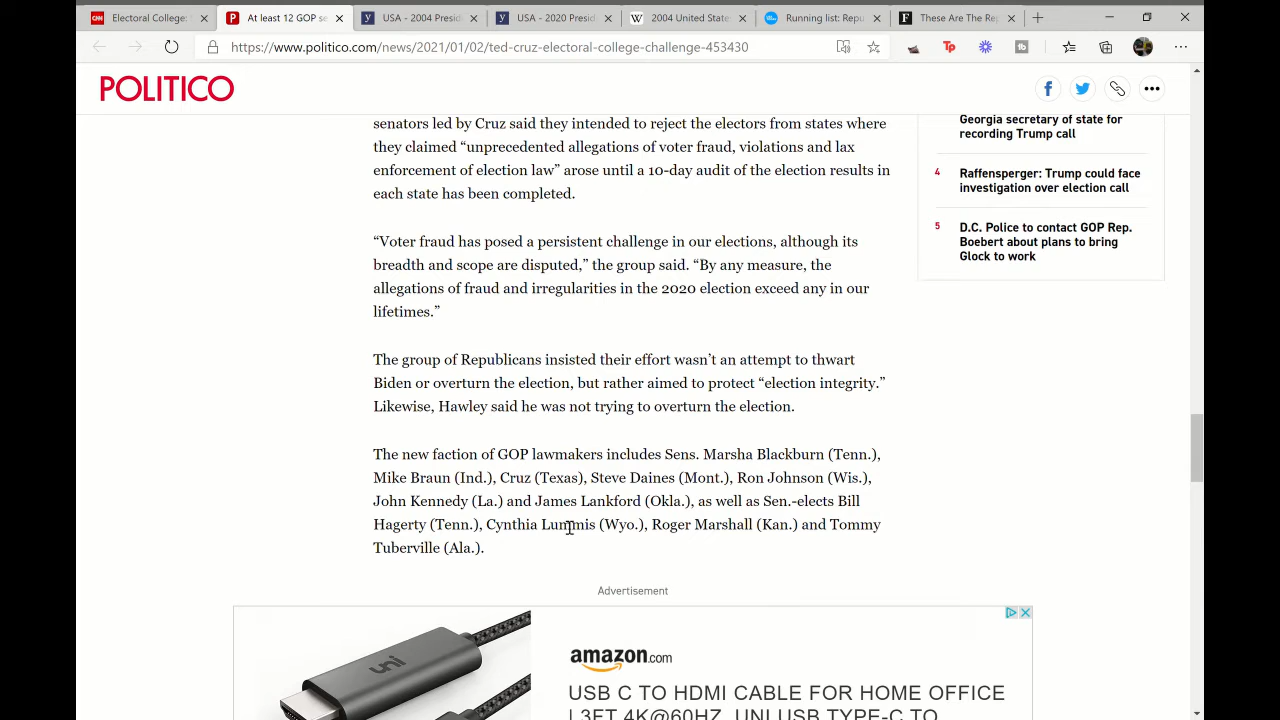 CNN Electoral College:
At least 12 GOP se
USA - 2004 Presid
USA - 2020 Presid
2004 United State
Running list: Repu
These Are The Rep
https://www.politico.com/news/2021/01/02/ted-cruz-electoral-college-challenge-453430
POLITICO
senators led by Cruz said they intended to reject the electors from states where
they claimed “unprecedented allegations of voter fraud, violations and lax
enforcement of election law” arose until a 10-day audit of the election results in
each state has been completed.
“Voter fraud has posed a persistent challenge in our elections, although its
breadth and scope are disputed,” the group said. “By any measure, the
allegations of fraud and irregularities in the 2020 election exceed any in our
lifetimes.”
The group of Republicans insisted their effort wasn’t an attempt to thwart
Biden or overturn the election, but rather aimed to protect “election integrity.”
Likewise, Hawley said he was not trying to overturn the election.
The new faction of GOP lawmakers includes Sens. Marsha Blackburn (Tenn.),
Mike Braun (Ind.), Cruz (Texas), Steve Daines (Mont.), Ron Johnson (Wis.),
John Kennedy (La.) and James Lankford (Okla.), as well as Sen.-elects Bill
Hagerty (Tenn.), Cynthia Lummis (Wyo.), Roger Marshall (Kan.) and Tommy
Tuberville (Ala.).
Georgia secretary of state for
recording Trump call
4 Raffensperger: Trump could face
investigation over election call
5 D.C. Police to contact GOP Rep.
Boebert about plans to bring
Glock to work
Advertisement
uni
amazon.com
USB C TO HDMI CABLE FOR HOME OFFICE
4K@60HZ, UNI USB TYPE-C TO